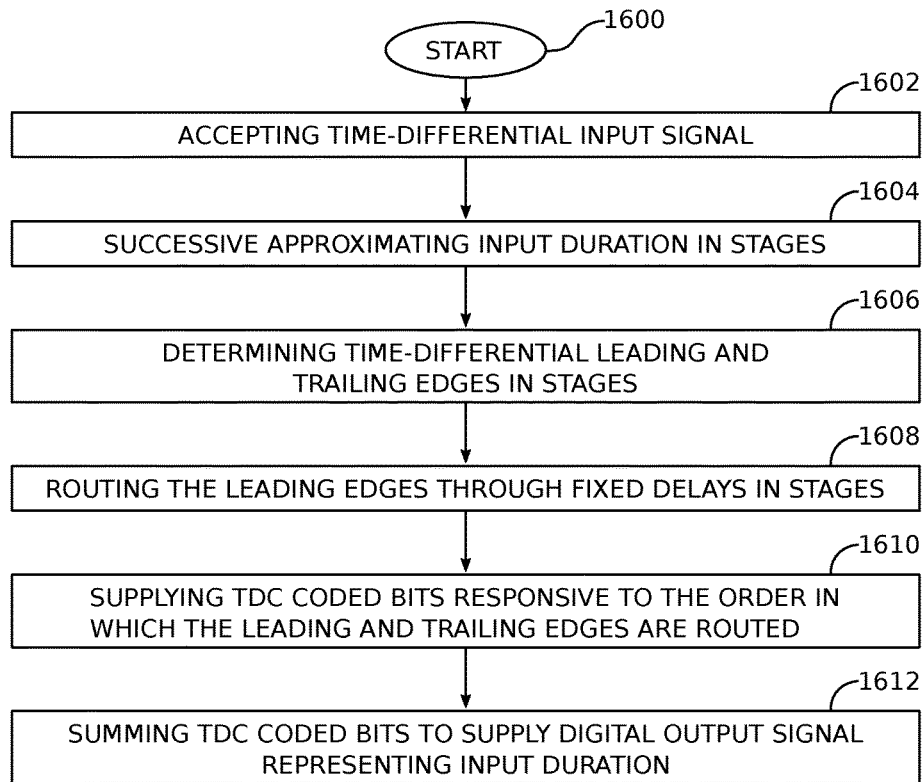 1600
START
1602
ACCEPTING TIME-DIFFERENTIAL INPUT SIGNAL
1604
SUCCESSIVE APPROXIMATING INPUT DURATION IN STAGES
1606
DETERMINING TIME-DIFFERENTIAL LEADING AND
TRAILING EDGES IN STAGES
1608
ROUTING THE LEADING EDGES THROUGH FIXED DELAYS IN STAGES
1610
SUPPLYING TDC CODED BITS RESPONSIVE TO THE ORDER IN
WHICH THE LEADING AND TRAILING EDGES ARE ROUTED
1612
SUMMING TDC CODED BITS TO SUPPLY DIGITAL OUTPUT SIGNAL
REPRESENTING INPUT DURATION